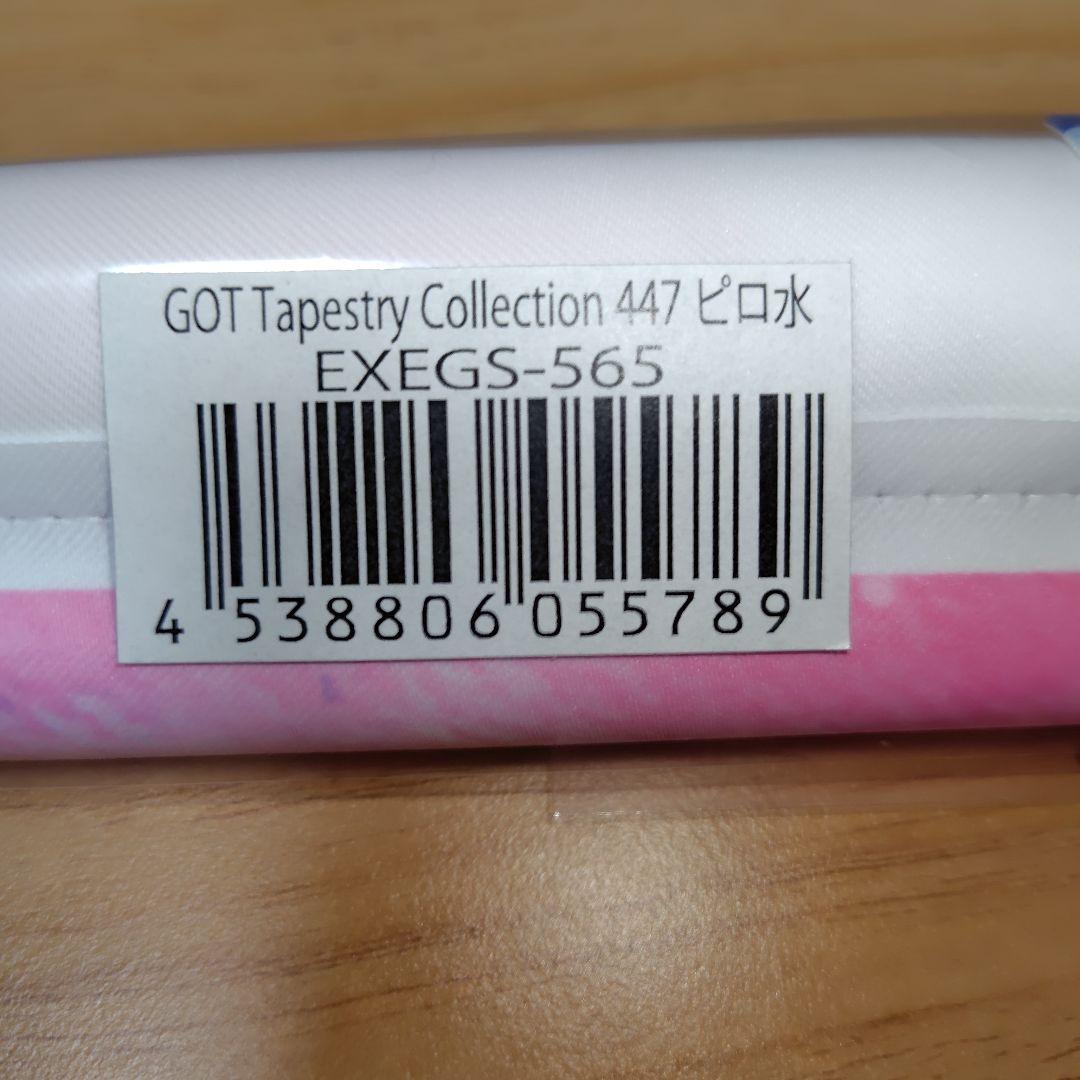 GOT Tapestry Collection 447 ピロ水
EXEGS-565
4 538806 055789